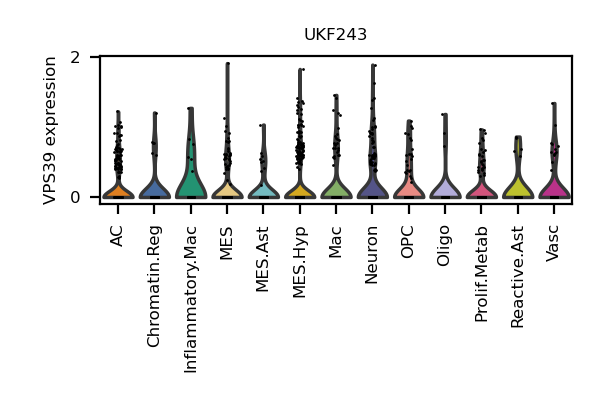 UKF243
VPS39 expression
2
0
AC
Chromatin.Reg
Inflammatory.Mac
MES
MES.Ast
MES.Hyp
Mac
Neuron
OPC
Oligo
Prolif.Metab
Reactive.Ast
Vasc